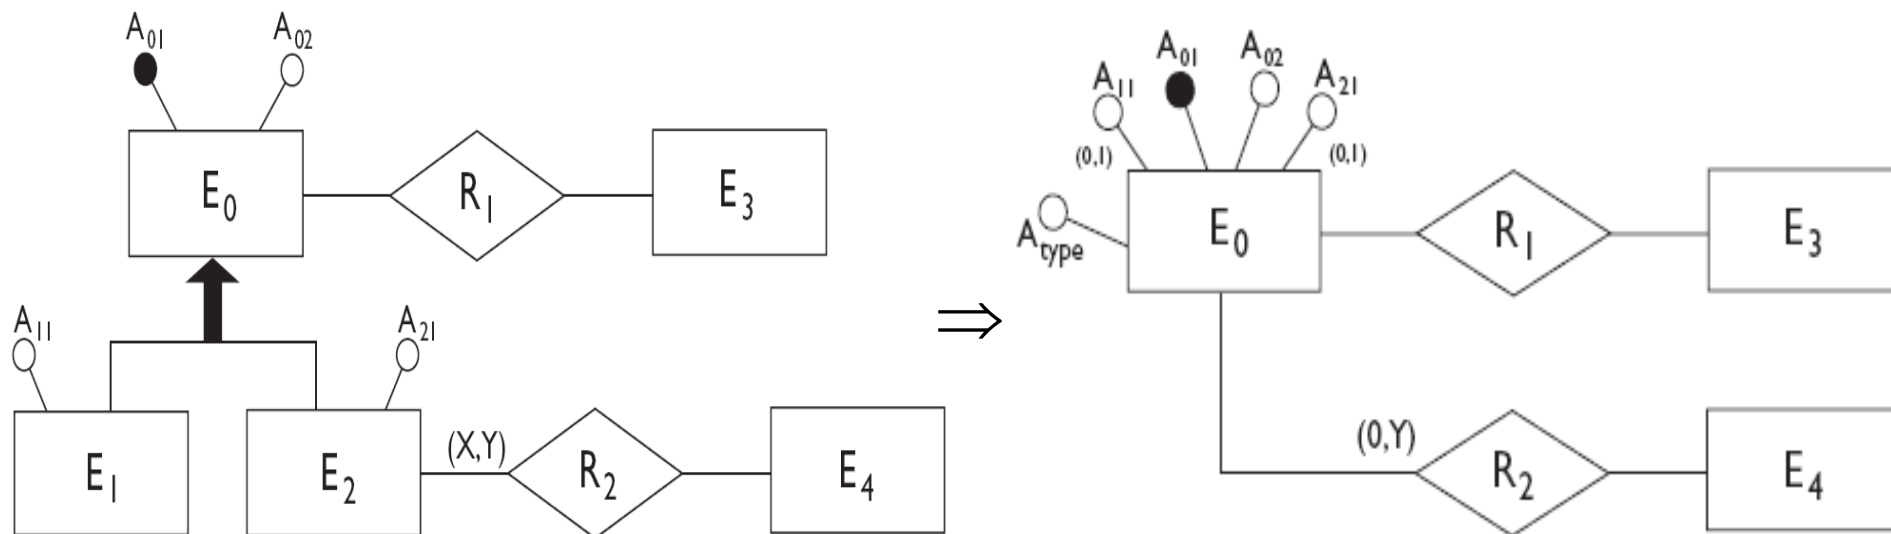 A01 A02
E0 R1 E3
A11 A21
E1 E2 (X,Y) R2 E4
⇒
A11 A01 A02 A21
(0,1) (0,1)
Atype E0 R1 E3
(0,Y) R2 E4